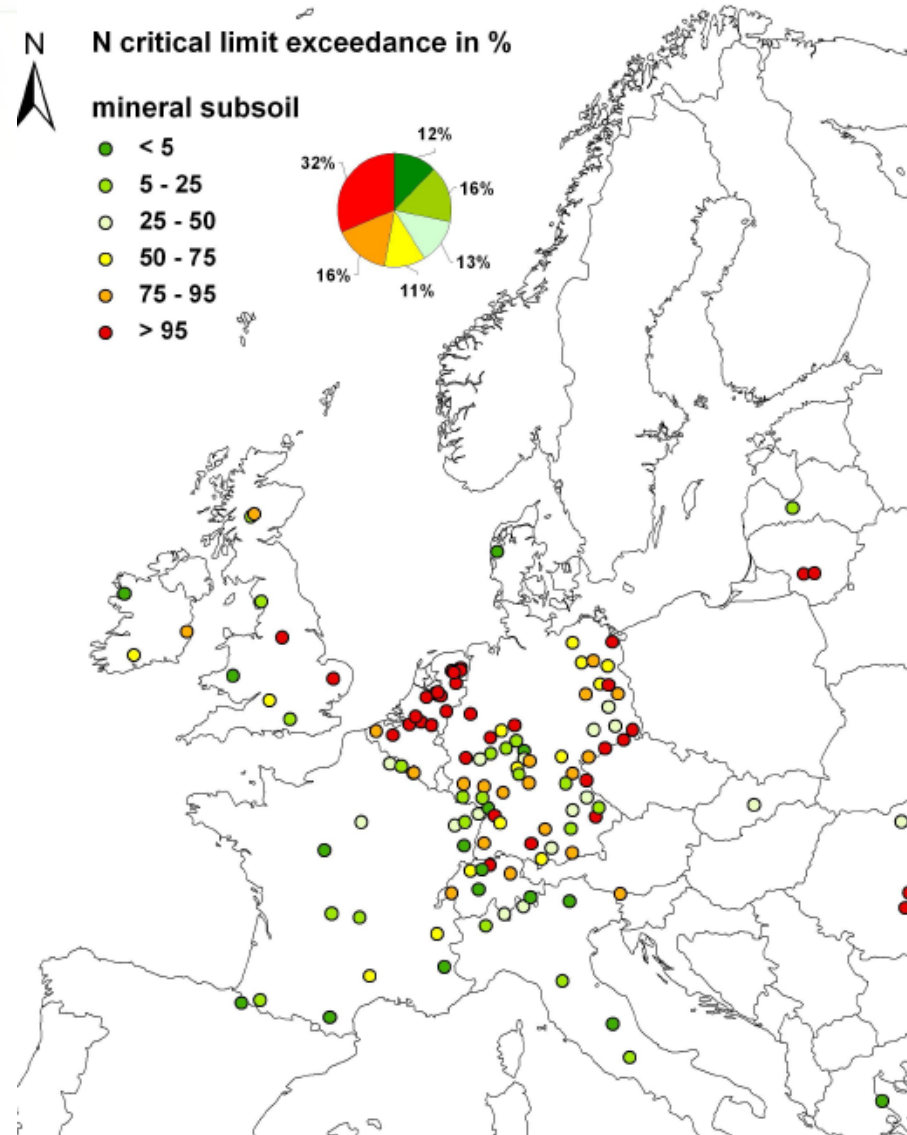 N
N critical limit exceedance in %
mineral subsoil
< 5
5 - 25
25 - 50
50 - 75
75 - 95
> 95
12%
32%
16%
13%
16%
11%